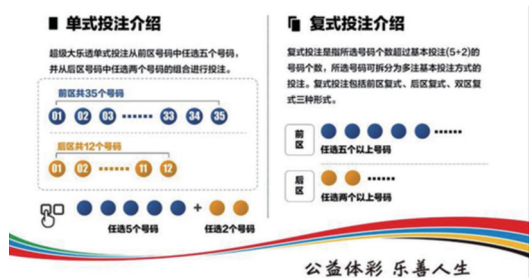 单式投注介绍
超级大乐透单式投注从前区号码中任选五个号码，
并从后区号码中任选两个号码的组合进行投注。
前区共35个号码
01 02 03 ······ 33 34 35
后区共12个号码
01 02 ······ 11 12
+
任选5个号码 任选2个号码
复式投注介绍
复式投注是指所选号码个数超过基本投注(5+2)的
号码个数，所选号码可拆分为多注基本投注方式的
投注。复式投注包括前区复式、后区复式、双区复
式三种形式。
前区
······
任选五个以上号码
后区
······
任选两个以上号码
公益体彩 乐善人生